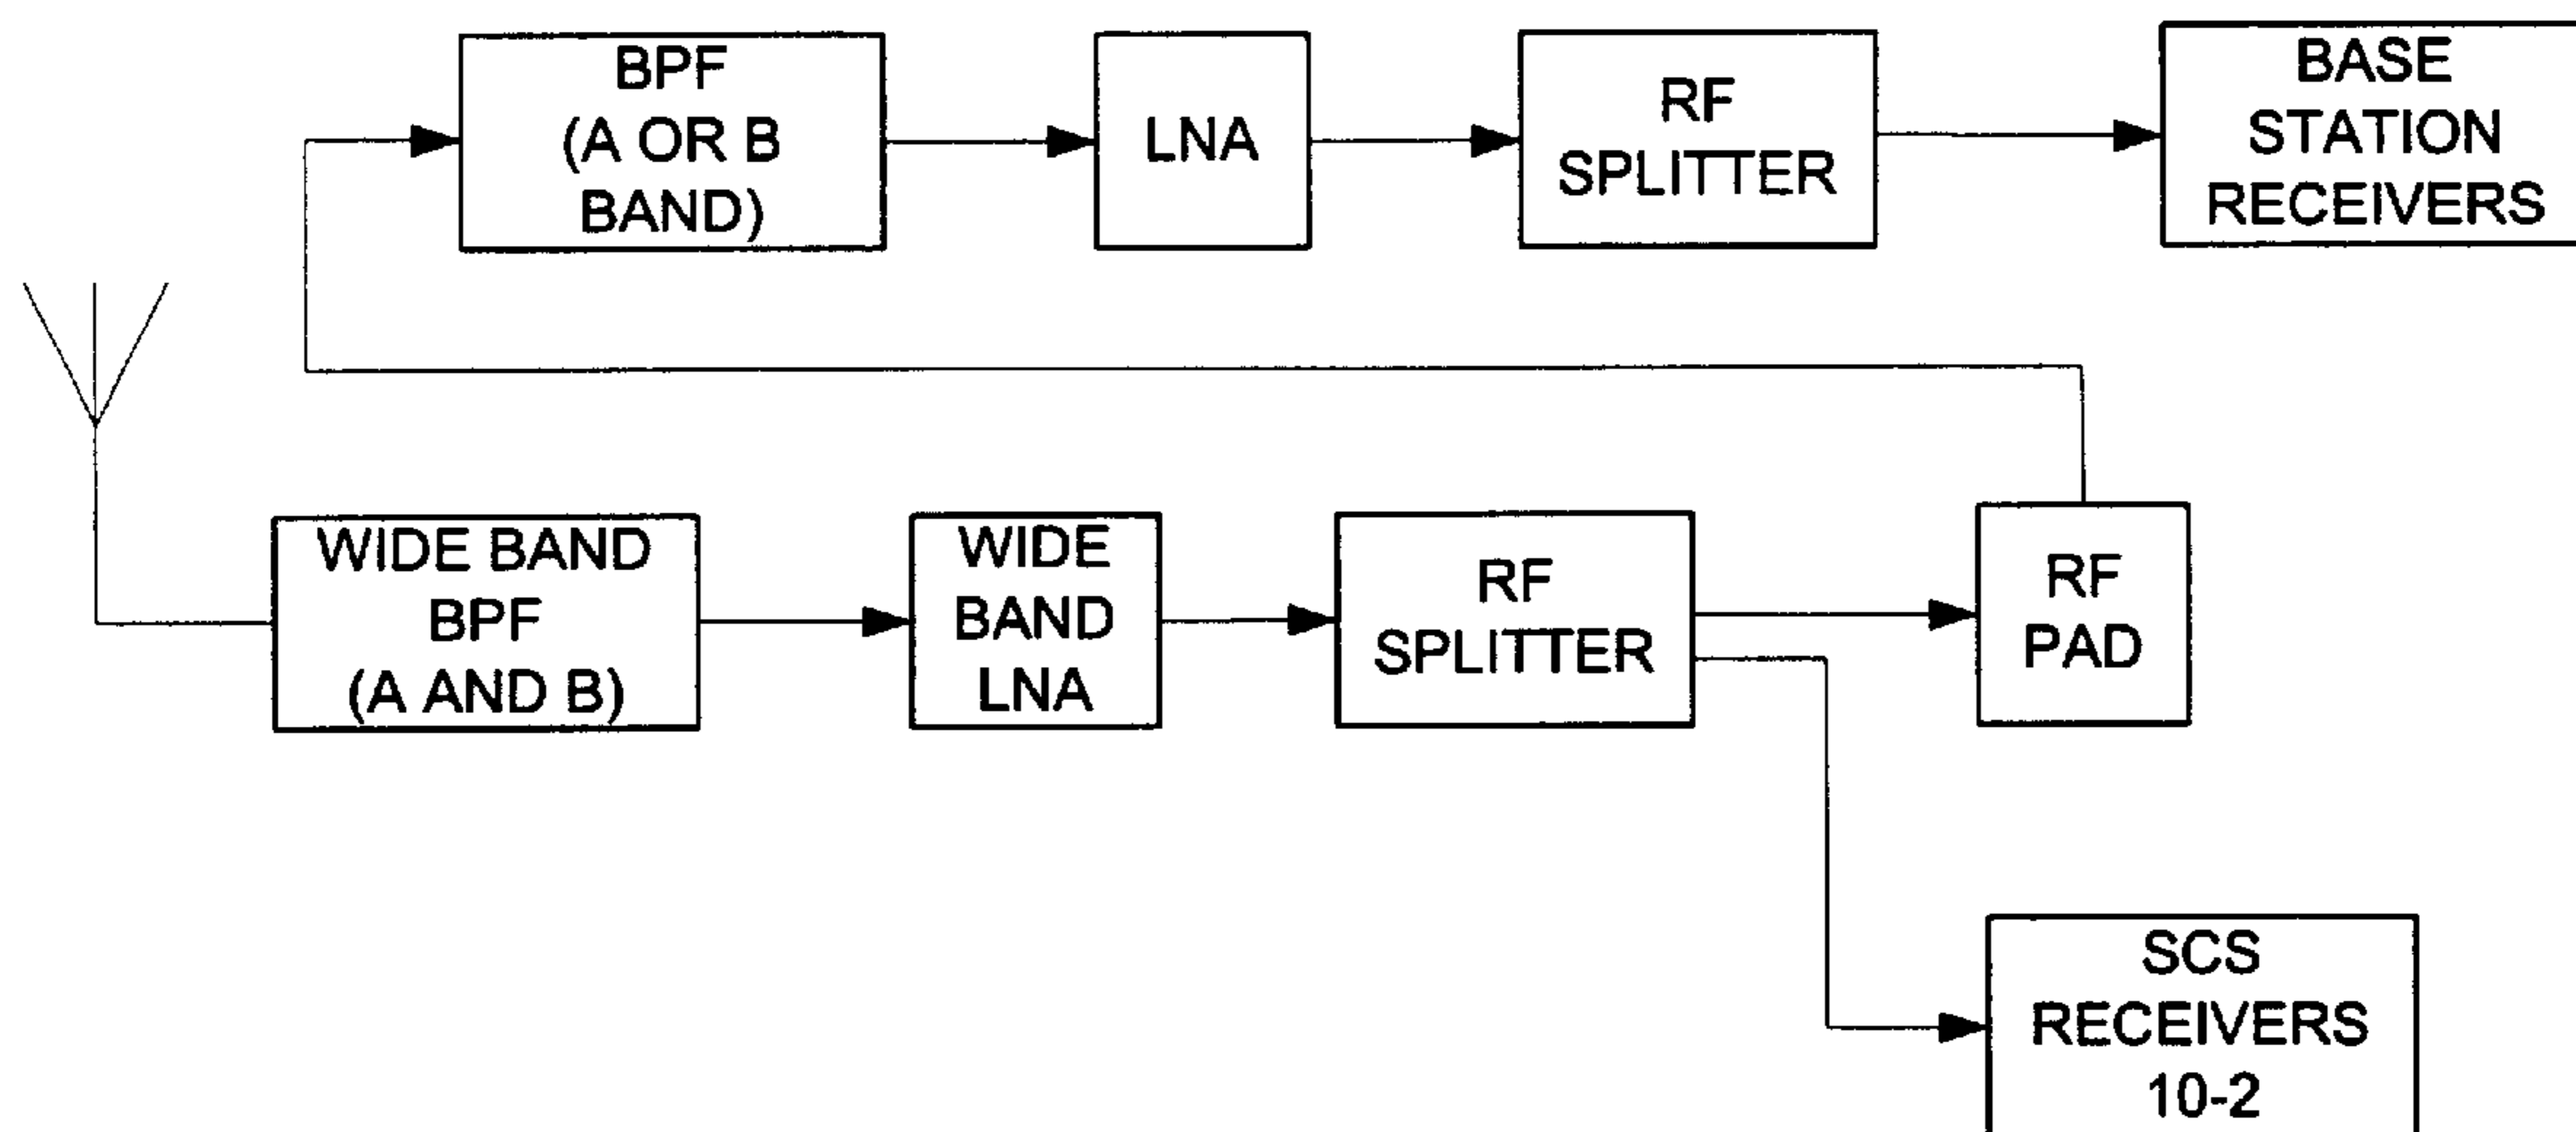 BPF
(A OR B
BAND)
LNA
RF
SPLITTER
BASE
STATION
RECEIVERS
WIDE BAND
BPF
(A AND B)
WIDE
BAND
LNA
RF
SPLITTER
RF
PAD
SCS
RECEIVERS
10-2